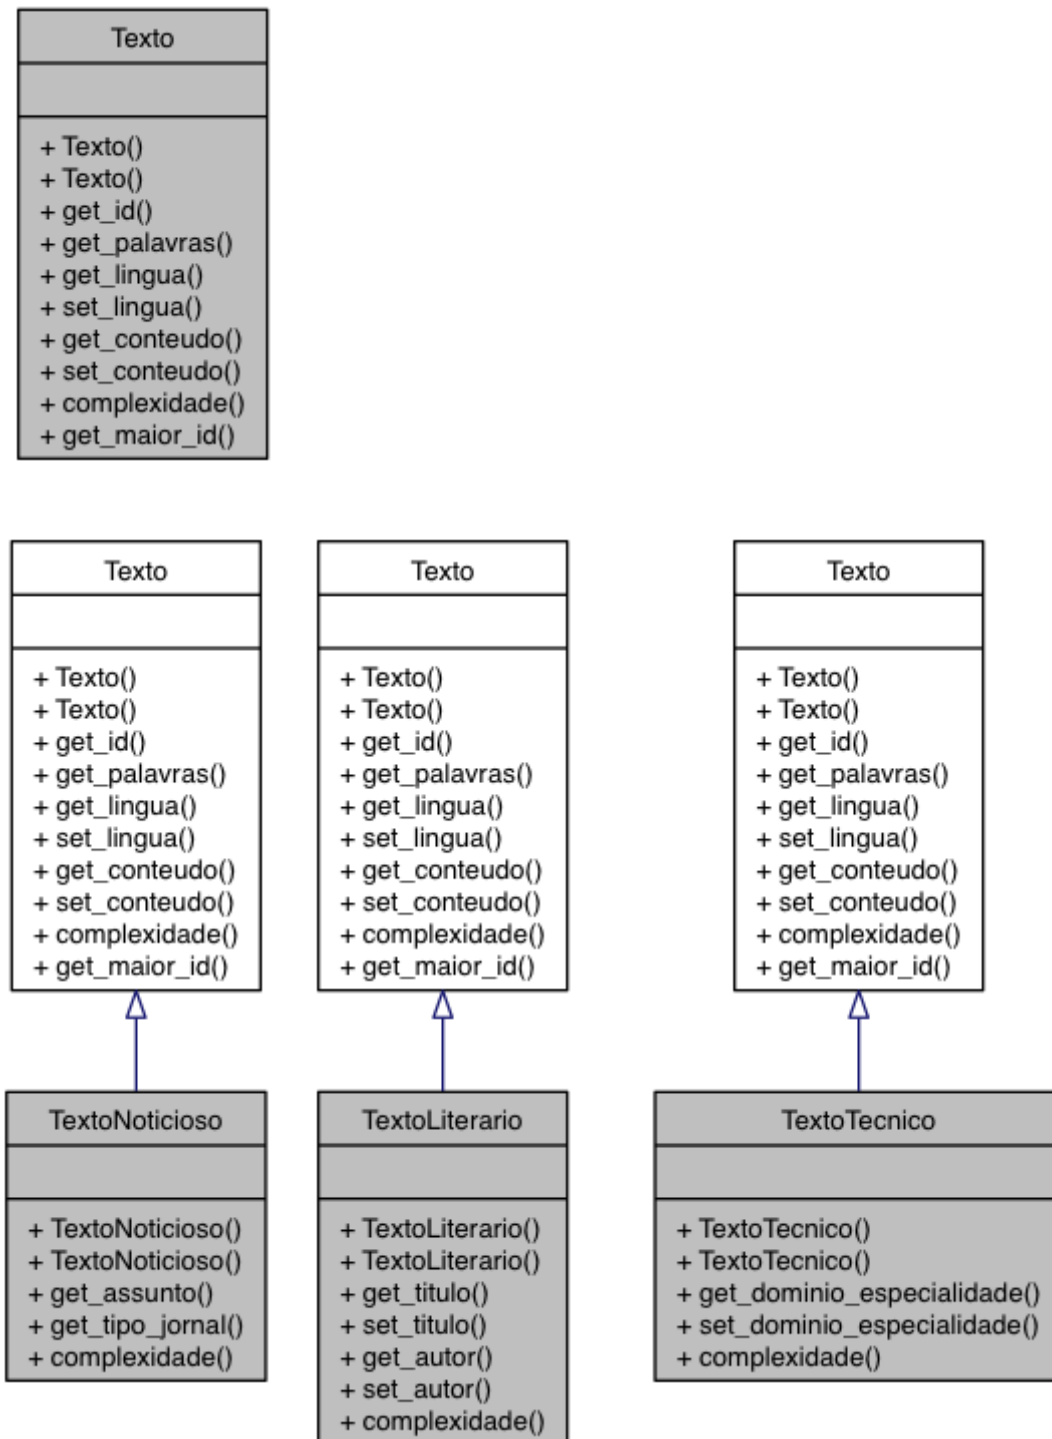 Texto
+ Texto()
+ Texto()
+ get_id()
+ get_palavras()
+ get_lingua()
+ set_lingua()
+ get_conteudo()
+ set_conteudo()
+ complexidade()
+ get_maior_id()
Texto
+ Texto()
+ Texto()
+ get_id()
+ get_palavras()
+ get_lingua()
+ set_lingua()
+ get_conteudo()
+ set_conteudo()
+ complexidade()
+ get_maior_id()
Texto
+ Texto()
+ Texto()
+ get_id()
+ get_palavras()
+ get_lingua()
+ set_lingua()
+ get_conteudo()
+ set_conteudo()
+ complexidade()
+ get_maior_id()
Texto
+ Texto()
+ Texto()
+ get_id()
+ get_palavras()
+ get_lingua()
+ set_lingua()
+ get_conteudo()
+ set_conteudo()
+ complexidade()
+ get_maior_id()
TextoNoticioso
+ TextoNoticioso()
+ TextoNoticioso()
+ get_assunto()
+ get_tipo_jornal()
+ complexidade()
TextoLiterario
+ TextoLiterario()
+ TextoLiterario()
+ get_titulo()
+ set_titulo()
+ get_autor()
+ set_autor()
+ complexidade()
TextoTecnico
+ TextoTecnico()
+ TextoTecnico()
+ get_dominio_especialidade()
+ set_dominio_especialidade()
+ complexidade()